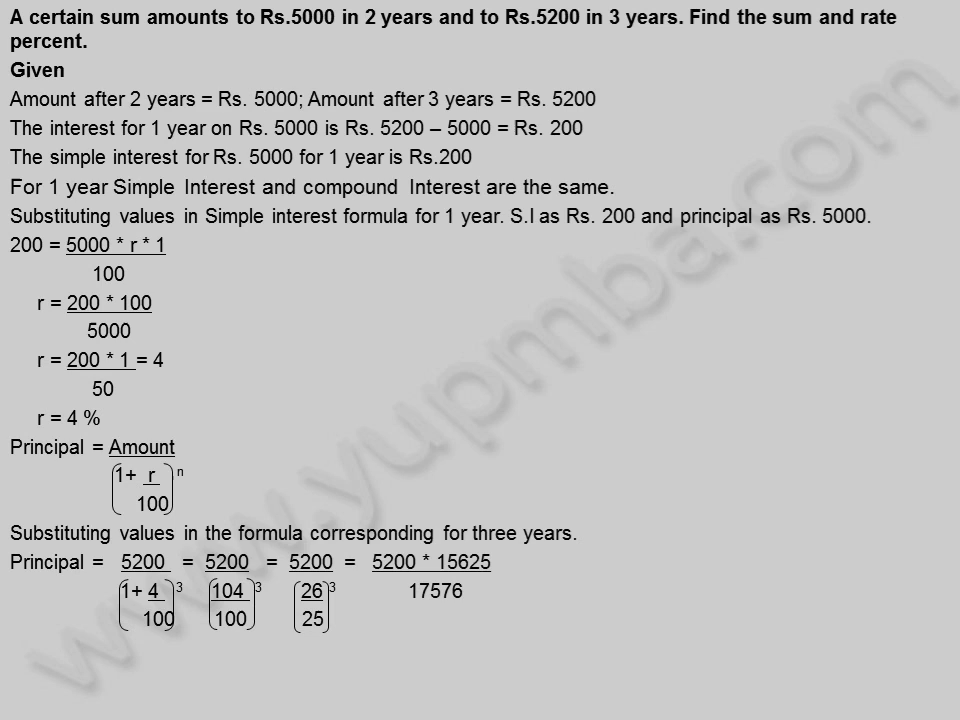 A certain sum amounts to Rs.5000 in 2 years and to Rs.5200 in 3 years. Find the sum and rate
percent.
Given
Amount after 2 years = Rs. 5000; Amount after 3 years = Rs. 5200
The interest for 1 year on Rs. 5000 is Rs. 5200 – 5000 = Rs. 200
The simple interest for Rs. 5000 for 1 year is Rs.200
For 1 year Simple Interest and compound Interest are the same.
Substituting values in Simple interest formula for 1 year. S.I as Rs. 200 and principal as Rs. 5000.
200 = 5000 * r * 1
100
r = 200 * 100
5000
r = 200 * 1 = 4
50
r = 4 %
Principal = Amount
(1+ r )n
100
Substituting values in the formula corresponding for three years.
Principal = 5200 = 5200 = 5200 = 5200 * 15625
(1+ 4 )3 (104 )3 (26)3 17576
100 100 25
www.yupmba.com